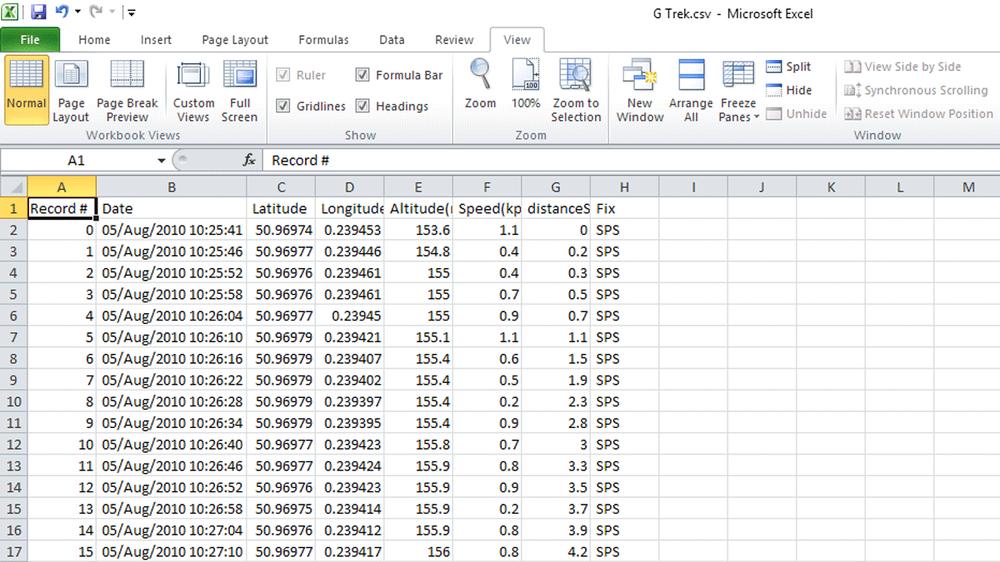 G Trek.csv - Microsoft Excel
File Home Insert Page Layout Formulas Data Review View
Normal Page Layout Page Break Preview Custom Views Full Screen
Workbook Views
Ruler Formula Bar
Gridlines Headings
Show
Zoom 100% Zoom to Selection
100
Zoom
New Window Arrange All Freeze Panes
Split
Hide
Unhide
View Side by Side
Synchronous Scrolling
Reset Window Position
Window
A1 fx Record #
A B C D E F G H I J K L M
1 Record # Date Latitude Longitude Altitude(r Speed(kp distanceS Fix
2 0 05/Aug/2010 10:25:41 50.96974 0.239453 153.6 1.1 0 SPS
3 1 05/Aug/2010 10:25:46 50.96977 0.239446 154.8 0.4 0.2 SPS
4 2 05/Aug/2010 10:25:52 50.96976 0.239461 155 0.4 0.3 SPS
5 3 05/Aug/2010 10:25:58 50.96976 0.239461 155 0.7 0.5 SPS
6 4 05/Aug/2010 10:26:04 50.96977 0.23945 155 0.9 0.7 SPS
7 5 05/Aug/2010 10:26:10 50.96979 0.239421 155.1 1.1 1.1 SPS
8 6 05/Aug/2010 10:26:16 50.96979 0.239407 155.4 0.6 1.5 SPS
9 7 05/Aug/2010 10:26:22 50.96979 0.239402 155.4 0.5 1.9 SPS
10 8 05/Aug/2010 10:26:28 50.96979 0.239397 155.4 0.2 2.3 SPS
11 9 05/Aug/2010 10:26:34 50.96979 0.239395 155.4 0.9 2.8 SPS
12 10 05/Aug/2010 10:26:40 50.96977 0.239423 155.8 0.7 3 SPS
13 11 05/Aug/2010 10:26:46 50.96977 0.239424 155.9 0.8 3.3 SPS
14 12 05/Aug/2010 10:26:52 50.96976 0.239423 155.9 0.9 3.5 SPS
15 13 05/Aug/2010 10:26:58 50.96975 0.239414 155.9 0.2 3.7 SPS
16 14 05/Aug/2010 10:27:04 50.96976 0.239412 155.9 0.8 3.9 SPS
17 15 05/Aug/2010 10:27:10 50.96977 0.239417 156 0.8 4.2 SPS